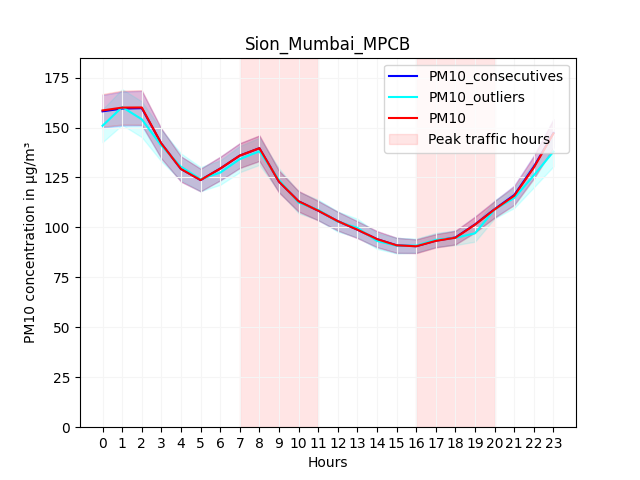 Sion_Mumbai_MPCB
PM10_consecutives
PM10_outliers
PM10
Peak traffic hours
PM10 concentration in µg/m³
175
150
125
100
75
50
25
0
0 1 2 3 4 5 6 7 8 9 10 11 12 13 14 15 16 17 18 19 20 21 22 23
Hours